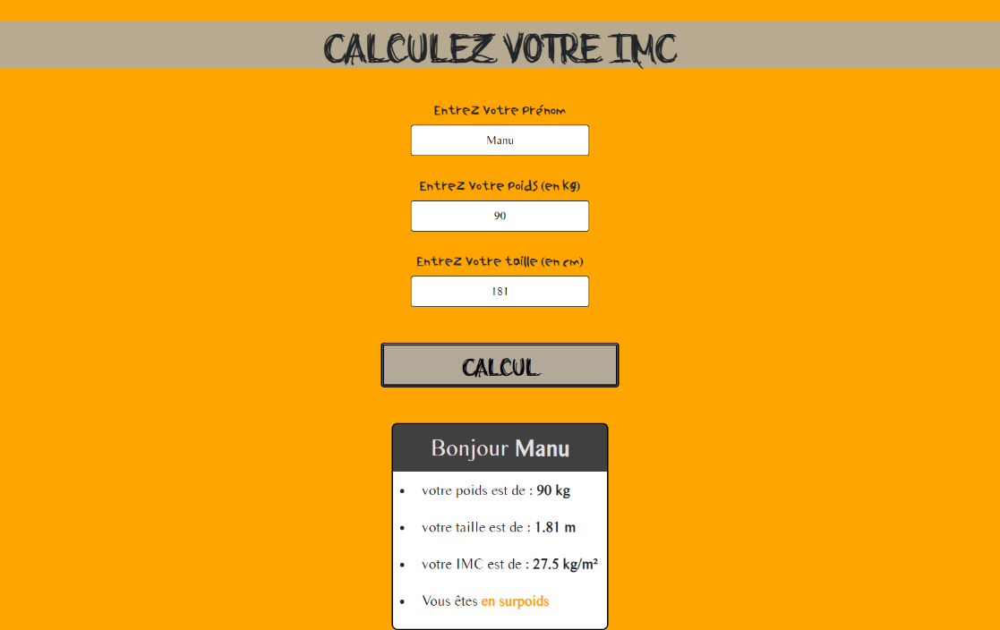 CALCULEZ VOTRE IMC
Entrez votre prénom
Manu
Entrez votre poids (en kg)
90
Entrez votre taille (en cm)
181
CALCUL
Bonjour Manu
• votre poids est de : 90 kg
• votre taille est de : 1.81 m
• votre IMC est de : 27.5 kg/m²
• Vous êtes en surpoids